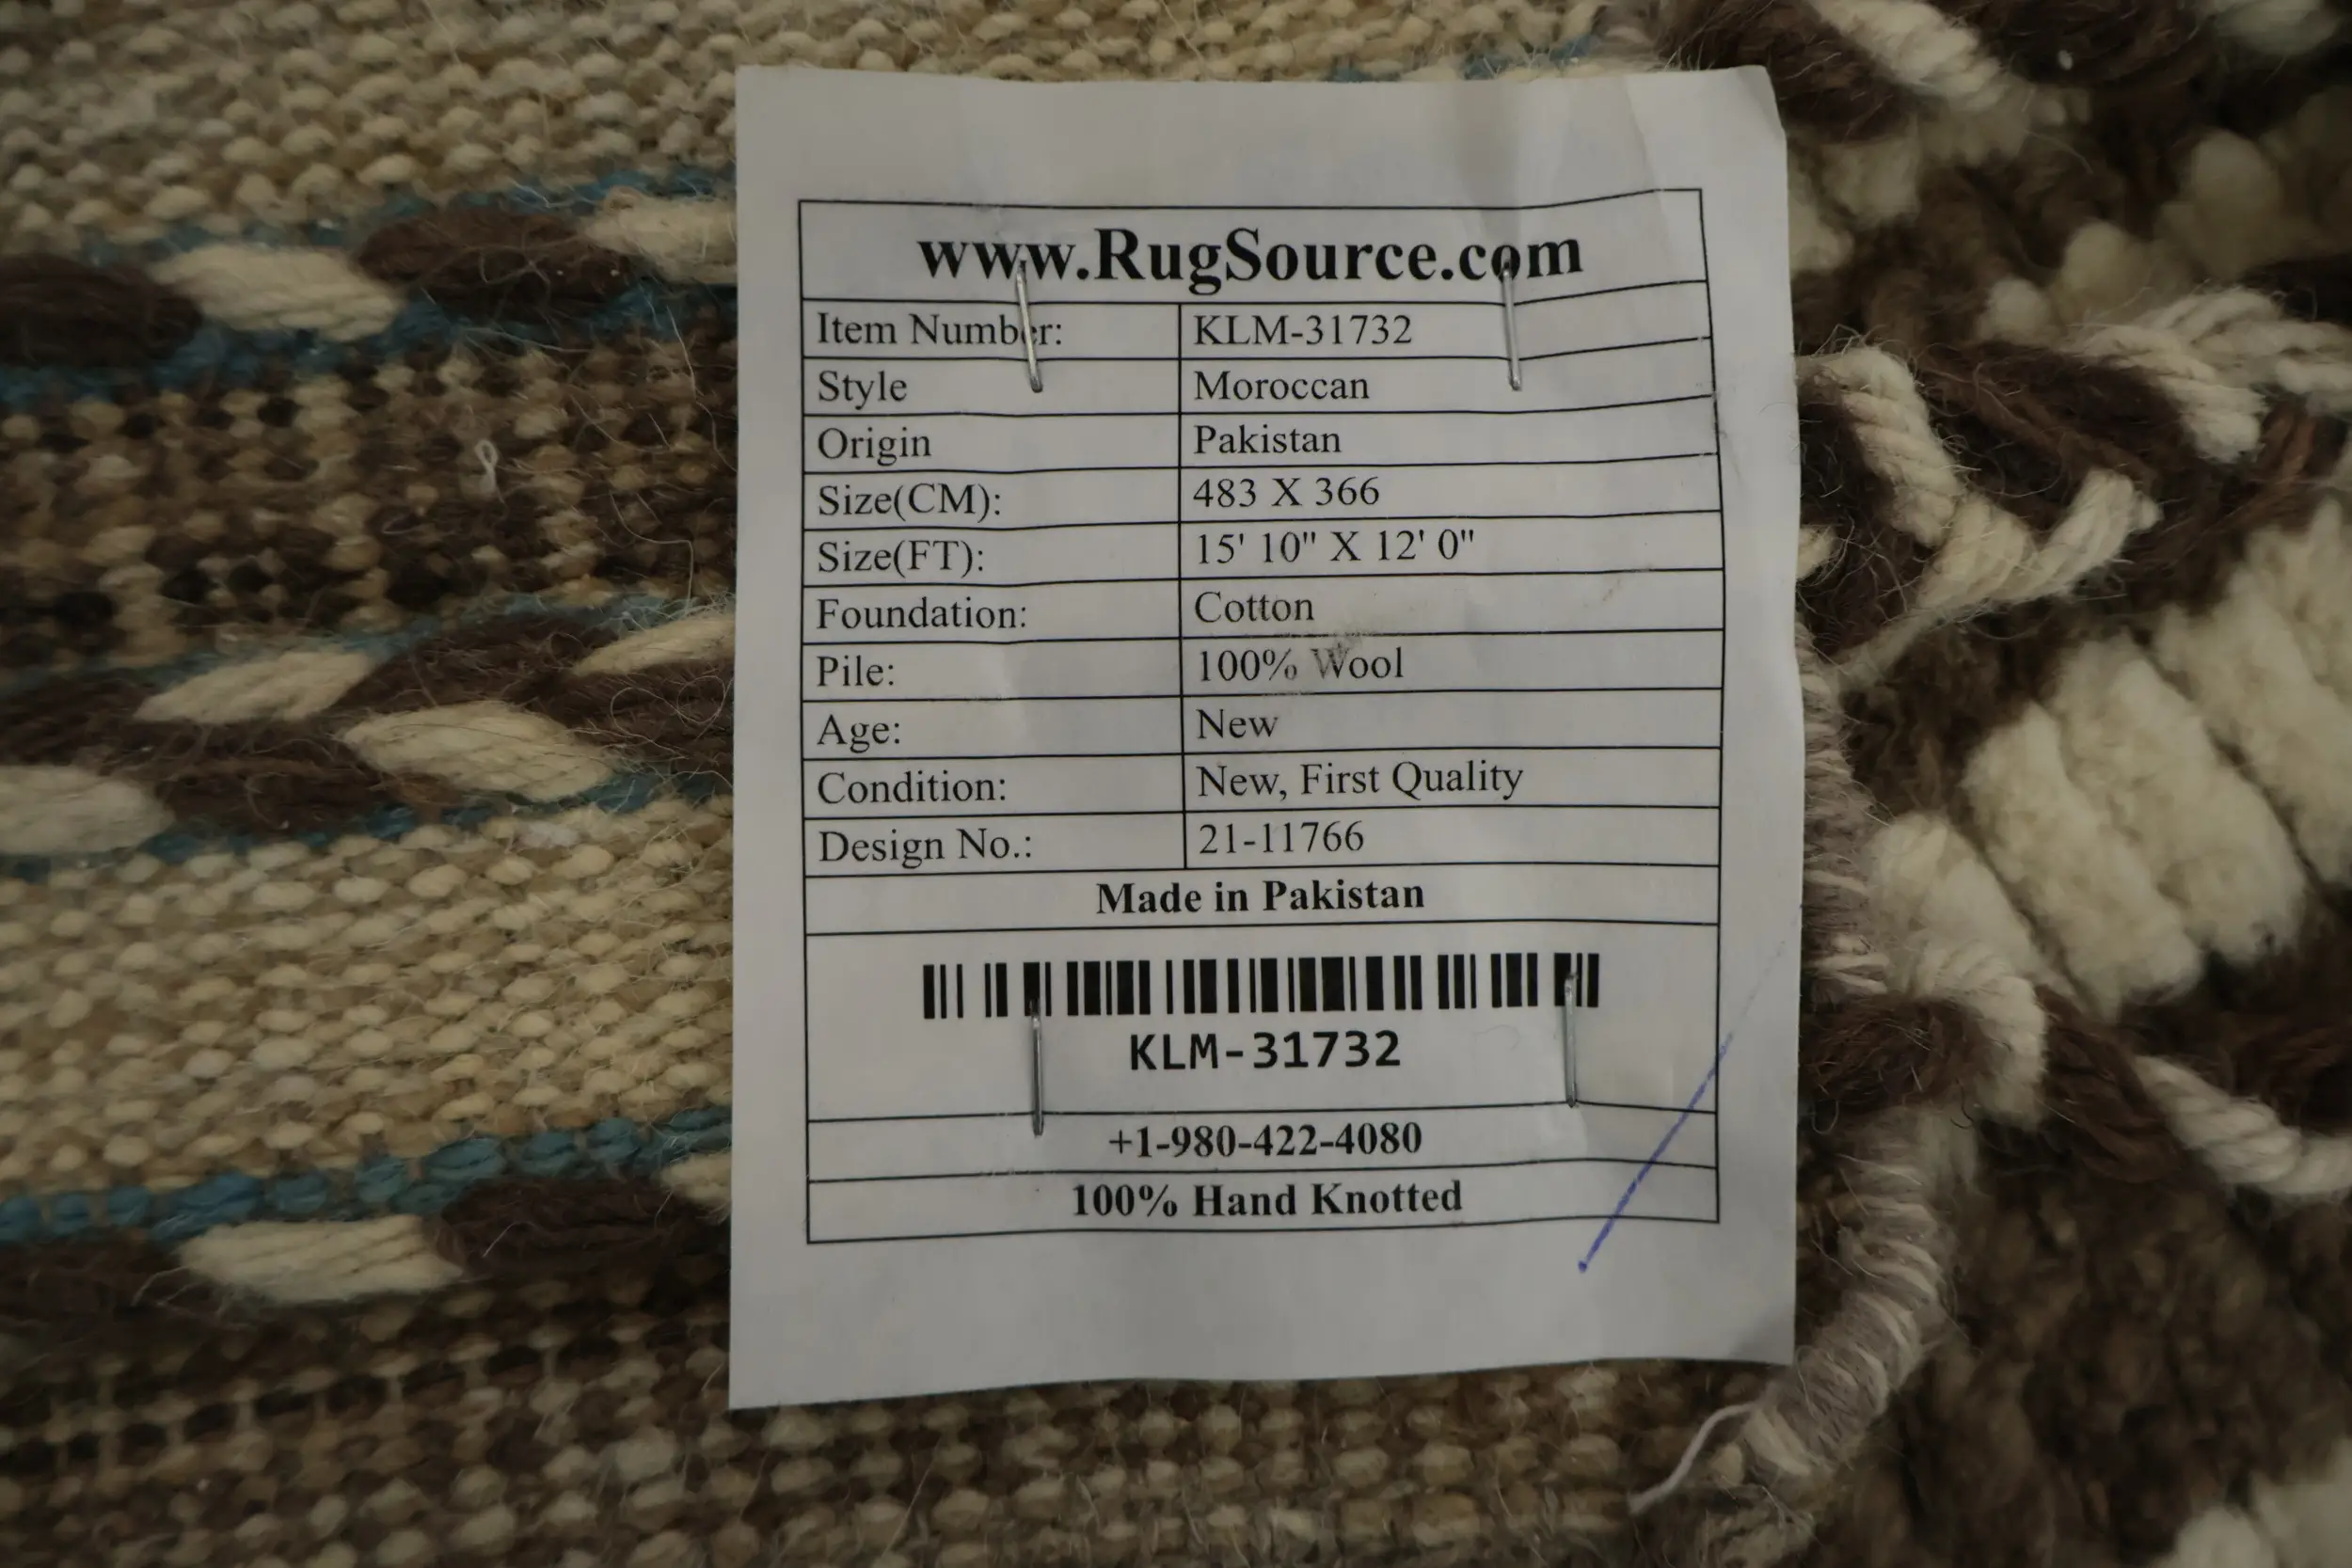 www.RugSource.com
Item Number: KLM-31732
Style Moroccan
Origin Pakistan
Size(CM): 483 X 366
Size(FT): 15' 10" X 12' 0"
Foundation: Cotton
Pile: 100% Wool
Age: New
Condition: New, First Quality
Design No.: 21-11766
Made in Pakistan
KLM-31732
+1-980-422-4080
100% Hand Knotted